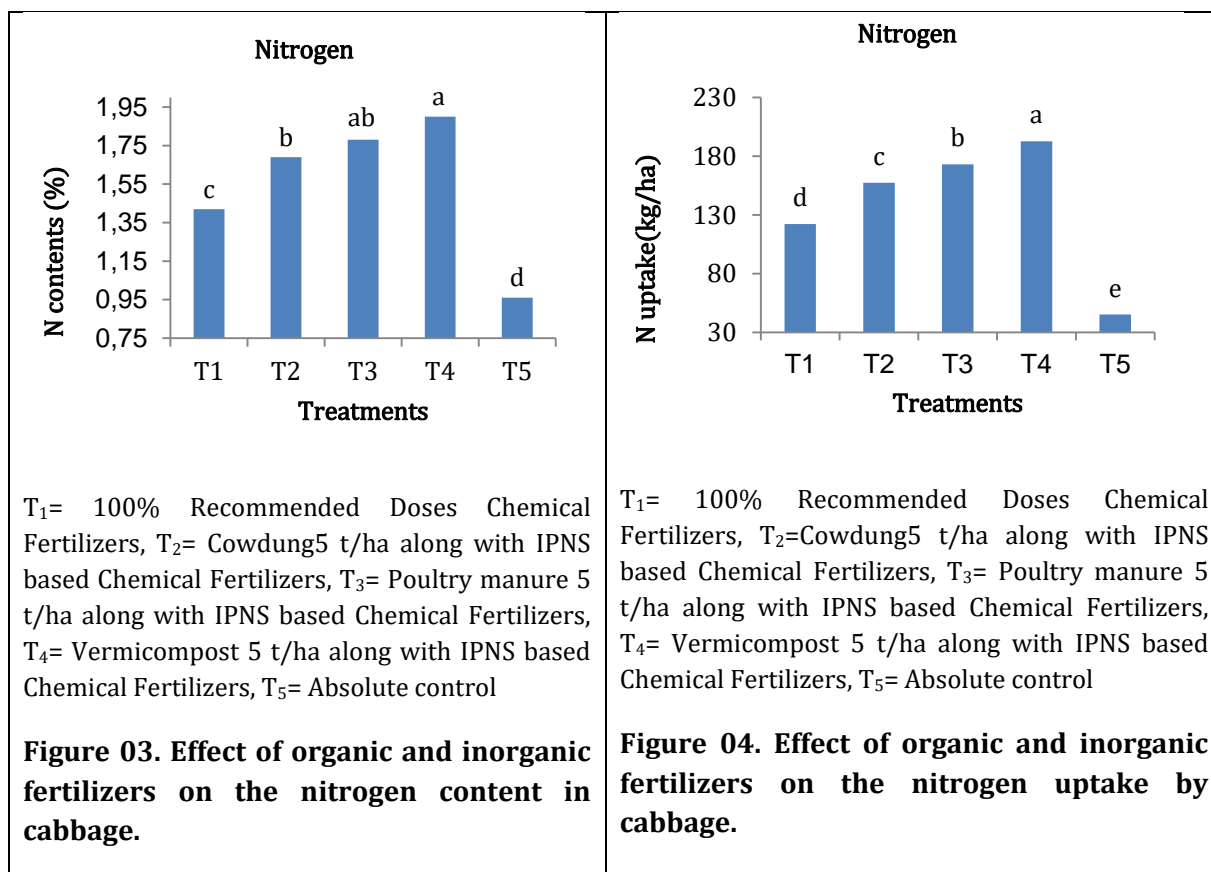 Nitrogen
N contents (%)
1,95
1,75
1,55
1,35
1,15
0,95
0,75
c
b
ab
a
d
T1 T2 T3 T4 T5
Treatments
T1= 100% Recommended Doses Chemical
Fertilizers, T2= Cowdung5 t/ha along with IPNS
based Chemical Fertilizers, T3= Poultry manure 5
t/ha along with IPNS based Chemical Fertilizers,
T4= Vermicompost 5 t/ha along with IPNS based
Chemical Fertilizers, T5= Absolute control
Figure 03. Effect of organic and inorganic
fertilizers on the nitrogen content in
cabbage.
Nitrogen
N uptake(kg/ha)
230
180
130
80
30
d
c
b
a
e
T1 T2 T3 T4 T5
Treatments
T1= 100% Recommended Doses Chemical
Fertilizers, T2=Cowdung5 t/ha along with IPNS
based Chemical Fertilizers, T3= Poultry manure 5
t/ha along with IPNS based Chemical Fertilizers,
T4= Vermicompost 5 t/ha along with IPNS based
Chemical Fertilizers, T5= Absolute control
Figure 04. Effect of organic and inorganic
fertilizers on the nitrogen uptake by
cabbage.